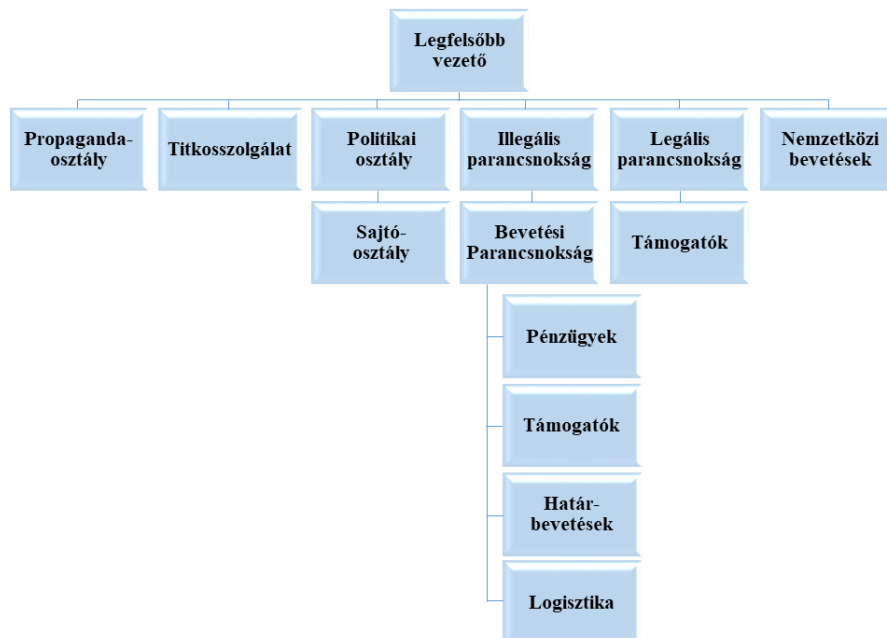 Legfelsőbb
vezető
Propaganda-
osztály
Titkosszolgálat
Politikai
osztály
Illegális
parancsnokság
Legális
parancsnokság
Nemzetközi
bevetések
Sajtó-
osztály
Bevetési
Parancsnokság
Támogatók
Pénzügyek
Támogatók
Határ-
bevetések
Logisztika